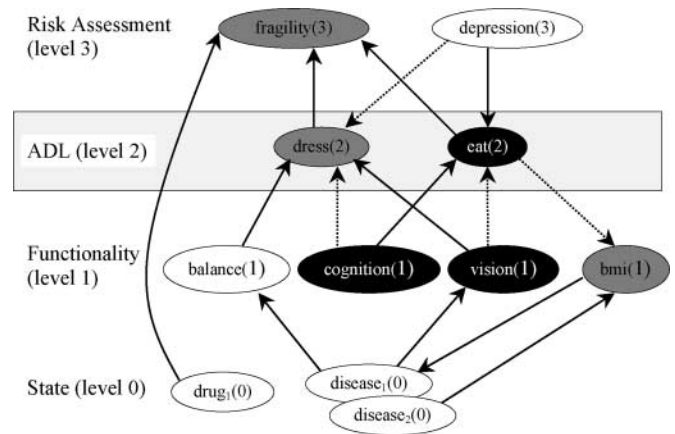 Risk Assessment
(level 3)
fragility(3)
depression(3)
ADL (level 2)
dress(2)
eat(2)
Functionality
(level 1)
balance(1)
cognition(1)
vision(1)
bmi(1)
State (level 0)
drug₁(0)
disease₁(0)
disease₂(0)